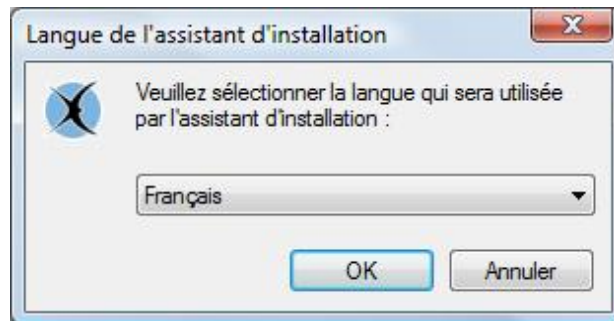 Langue de l'assistant d'installation
Veuillez sélectionner la langue qui sera utilisée
par l'assistant d'installation :
Français
OK
Annuler